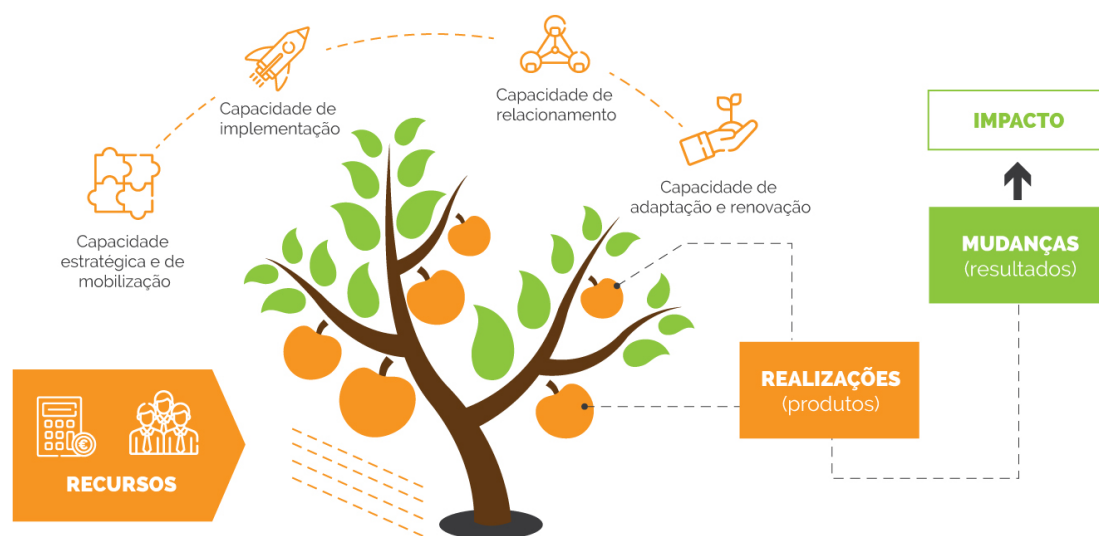 Capacidade de
implementação
Capacidade de
relacionamento
Capacidade
estratégica e de
mobilização
Capacidade de
adaptação e renovação
RECURSOS
REALIZAÇÕES
(produtos)
MUDANÇAS
(resultados)
IMPACTO